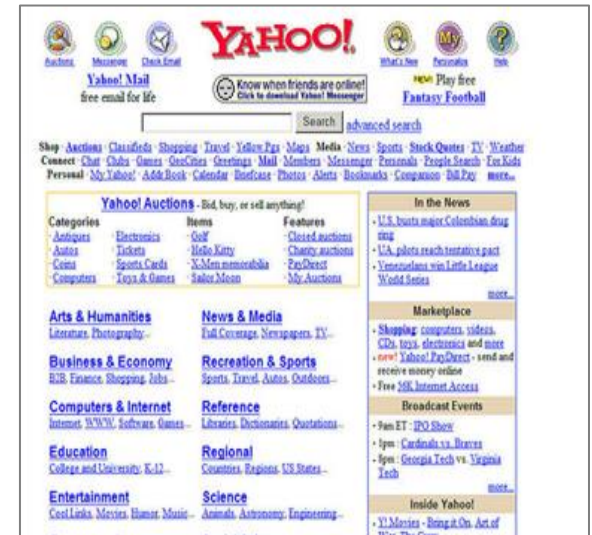 YAHOO!
Auctions Messenger Check Email What's New Personalize Help
Yahoo! Mail
free email for life
Know when friends are online!
Click to download Yahoo! Messenger
NEW! Play free
Fantasy Football
Search advanced search
Shop · Auctions · Classifieds · Shopping · Travel · Yellow Pgs · Maps Media · News · Sports · Stock Quotes · TV · Weather
Connect · Chat · Clubs · Games · GeoCities · Greetings · Mail · Members · Messenger · Personals · People Search · For Kids
Personal · My Yahoo! · Addr Book · Calendar · Briefcase · Photos · Alerts · Bookmarks · Companion · Bill Pay more...
Yahoo! Auctions - Bid, buy, or sell anything!
Categories Items Features
· Antiques · Electronics · Golf · Closed auctions
· Autos · Tickets · Hello Kitty · Charity auctions
· Coins · Sports Cards · X-Men memorabilia · PayDirect
· Computers · Toys & Games · Sailor Moon · My Auctions
Arts & Humanities
Literature, Photography...
News & Media
Full Coverage, Newspapers, TV...
Business & Economy
B2B, Finance, Shopping, Jobs...
Recreation & Sports
Sports, Travel, Autos, Outdoors...
Computers & Internet
Internet, WWW, Software, Games...
Reference
Libraries, Dictionaries, Quotations...
Education
College and University, K-12...
Regional
Countries, Regions, US States...
Entertainment
Cool Links, Movies, Humor, Music...
Science
Animals, Astronomy, Engineering...
In the News
· U.S. busts major Colombian drug
ring
· UA, pilots reach tentative pact
· Venezuelans win Little League
World Series
more...
Marketplace
· Shopping: computers, videos,
CDs, toys, electronics and more
· new! Yahoo! PayDirect - send and
receive money online
· Free Internet Access
Broadcast Events
· 9am ET : IPO Show
· 1pm : Cardinals vs. Braves
· 8pm : Georgia Tech vs. Virginia
Tech
more...
Inside Yahoo!
· Y! Movies - Bring it On, Art of